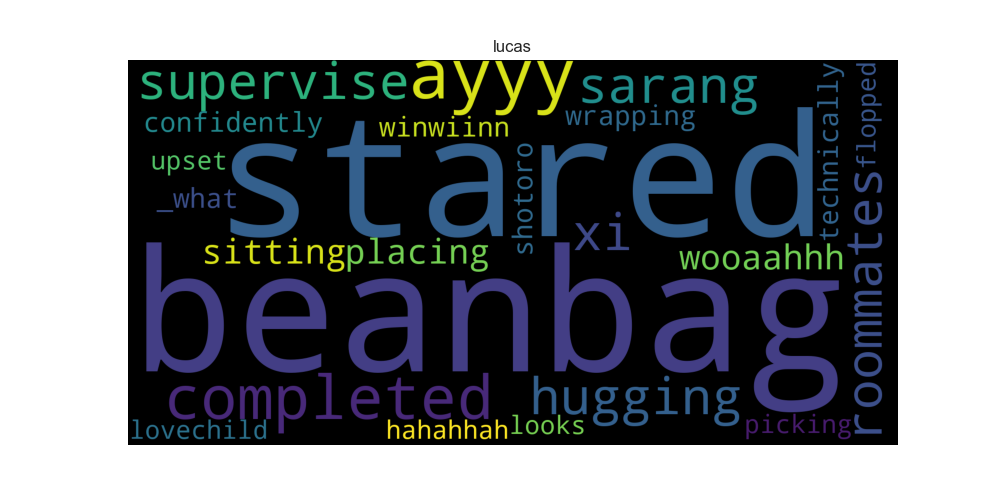 lucas
supervise ayyy sarang
confidently winwiinn wrapping
technically flopped
upset stared
_what shotoro xi
sitting placing wooaahhh
beanbag roommates
completed hugging
lovechild hahahhah looks picking